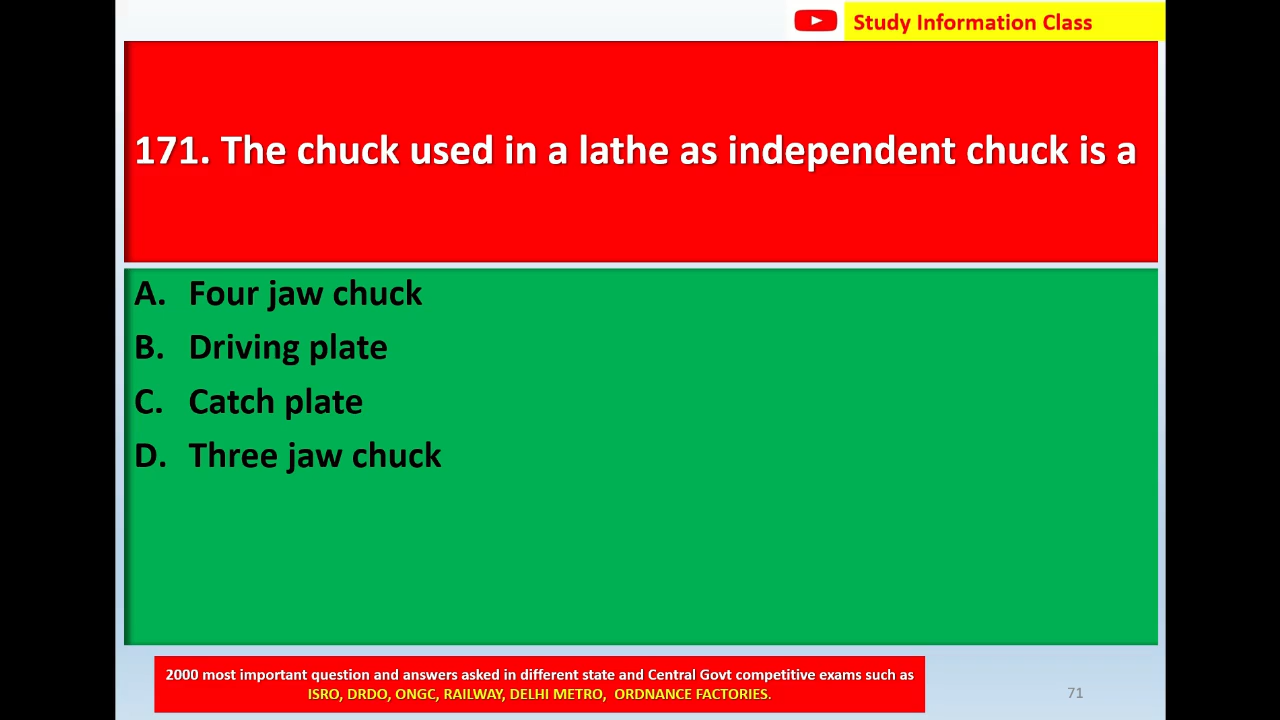 Study Information Class
171. The chuck used in a lathe as independent chuck is a
A. Four jaw chuck
B. Driving plate
C. Catch plate
D. Three jaw chuck
2000 most important question and answers asked in different state and Central Govt competitive exams such as
ISRO, DRDO, ONGC, RAILWAY, DELHI METRO, ORDNANCE FACTORIES.
71